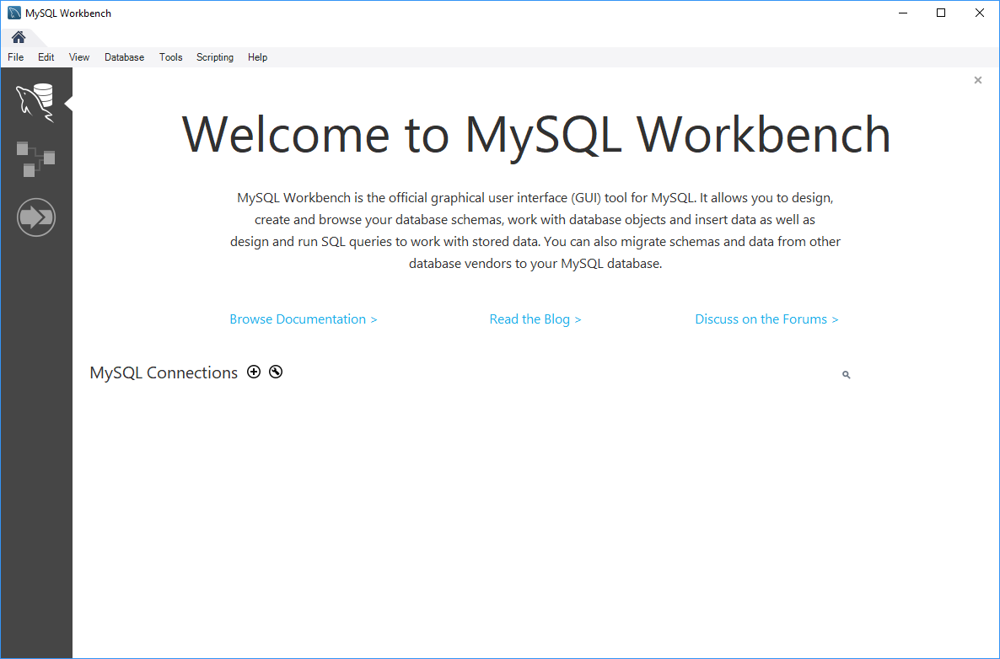 MySQL Workbench
File Edit View Database Tools Scripting Help
Welcome to MySQL Workbench
MySQL Workbench is the official graphical user interface (GUI) tool for MySQL. It allows you to design,
create and browse your database schemas, work with database objects and insert data as well as
design and run SQL queries to work with stored data. You can also migrate schemas and data from other
database vendors to your MySQL database.
Browse Documentation > Read the Blog > Discuss on the Forums >
MySQL Connections